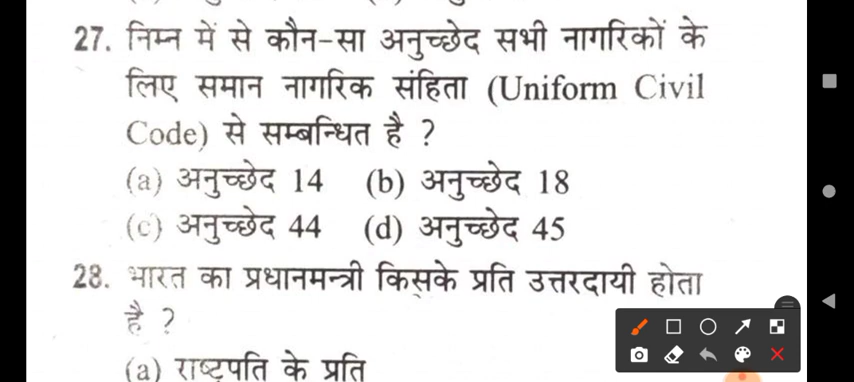 27. निम्न में से कौन-सा अनुच्छेद सभी नागरिकों के
लिए समान नागरिक संहिता (Uniform Civil
Code) से सम्बन्धित है ?
(a) अनुच्छेद 14 (b) अनुच्छेद 18
(c) अनुच्छेद 44 (d) अनुच्छेद 45
28. भारत का प्रधानमन्त्री किसके प्रति उत्तरदायी होता
है ?
(a) राष्ट्रपति के प्रति